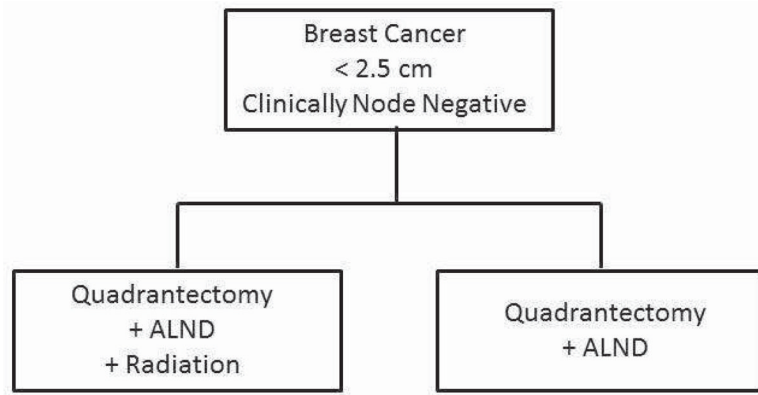 Breast Cancer
< 2.5 cm
Clinically Node Negative
Quadrantectomy
+ ALND
+ Radiation
Quadrantectomy
+ ALND